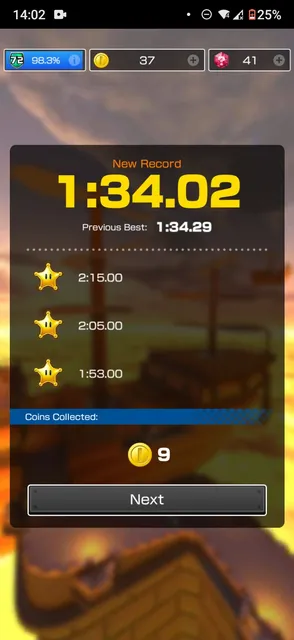 14:02
25%
72
98.3%
i
37
41
New Record
1:34.02
Previous Best: 1:34.29
2:15.00
2:05.00
1:53.00
Coins Collected:
9
Next